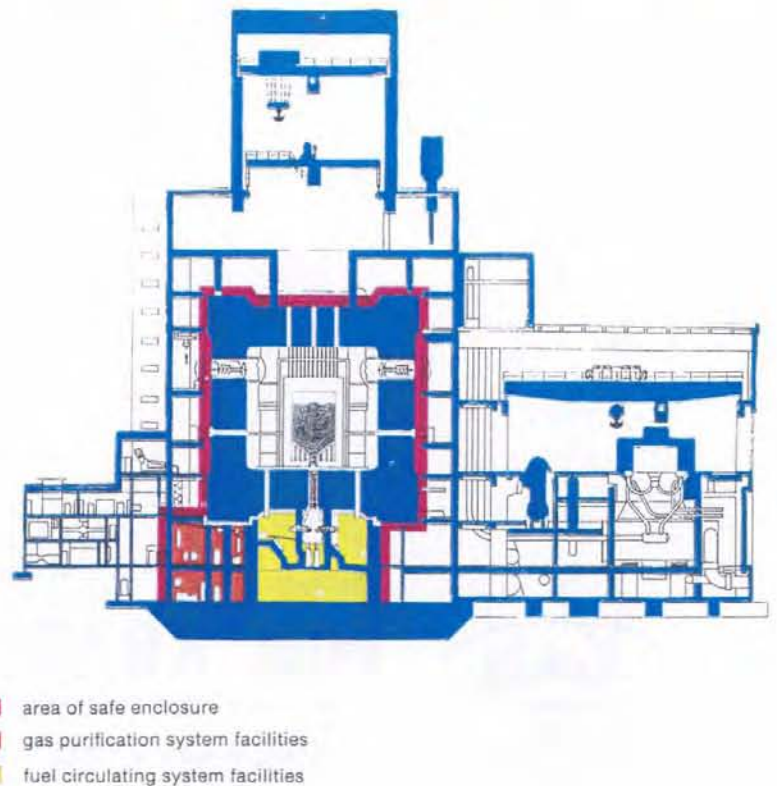 area of safe enclosure
gas purification system facilities
fuel circulating system facilities